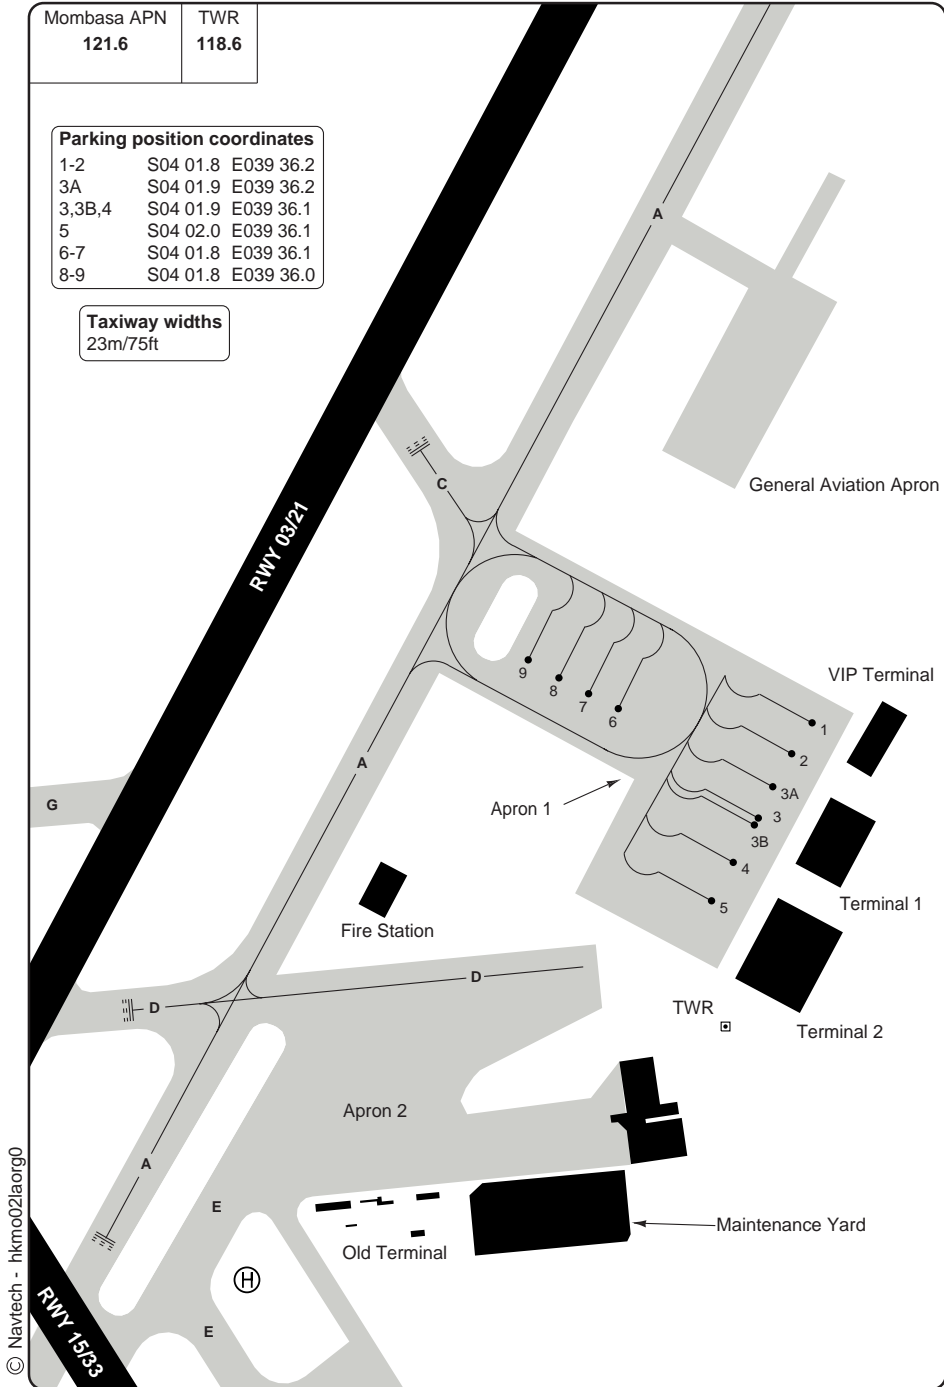 Mombasa APN
121.6
TWR
118.6
Parking position coordinates
1-2 S04 01.8 E039 36.2
3A S04 01.9 E039 36.2
3,3B,4 S04 01.9 E039 36.1
5 S04 02.0 E039 36.1
6-7 S04 01.8 E039 36.1
8-9 S04 01.8 E039 36.0
Taxiway widths
23m/75ft
A
General Aviation Apron
C
RWY 03/21
9
8
7
6
VIP Terminal
1
2
3A
3
3B
4
5
A
G
Apron 1
Terminal 1
Fire Station
D
D
TWR
Terminal 2
Apron 2
A
E
Maintenance Yard
Old Terminal
H
E
RWY 15/33
© Navtech - hkmo02laorg0